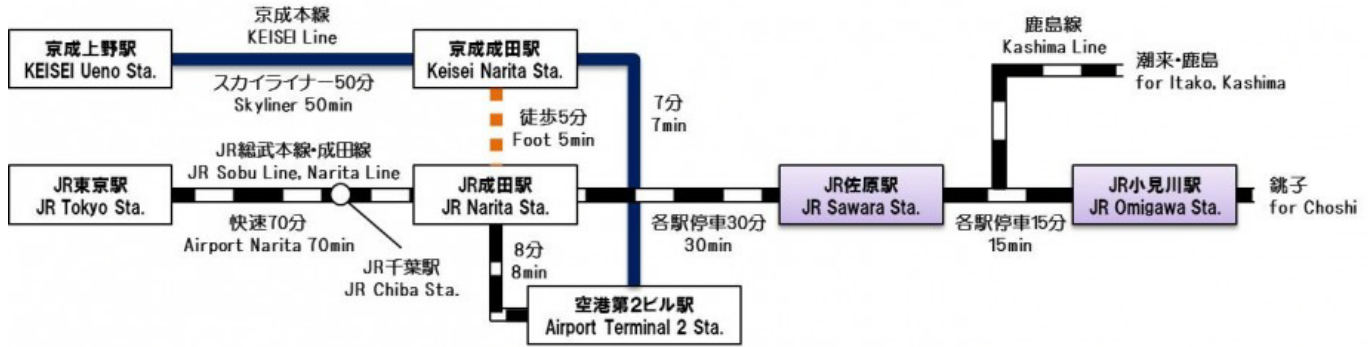 京成本線
KEISEI Line
京成上野駅
KEISEI Ueno Sta.
京成成田駅
Keisei Narita Sta.
スカイライナー50分
Skyliner 50min
徒歩5分
Foot 5min
7分
7min
鹿島線
Kashima Line
潮来・鹿島
for Itako, Kashima
JR総武本線・成田線
JR Sobu Line, Narita Line
JR東京駅
JR Tokyo Sta.
JR成田駅
JR Narita Sta.
JR佐原駅
JR Sawara Sta.
JR小見川駅
JR Omigawa Sta.
銚子
for Choshi
快速70分
Airport Narita 70min
各駅停車30分
30min
各駅停車15分
15min
JR千葉駅
JR Chiba Sta.
8分
8min
空港第2ビル駅
Airport Terminal 2 Sta.